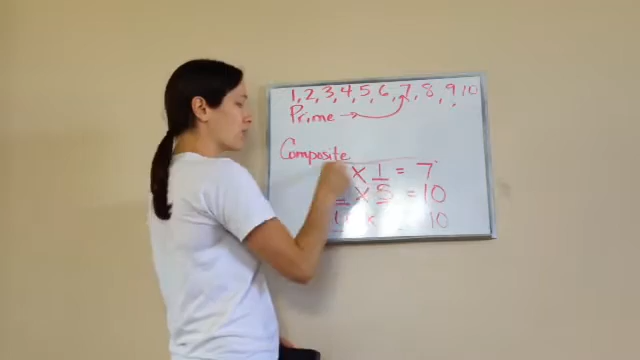 1, 2, 3, 4, 5, 6, 7, 8, 9, 10
Prime
Composite
x 1 = 7
x 5 = 10
x 10